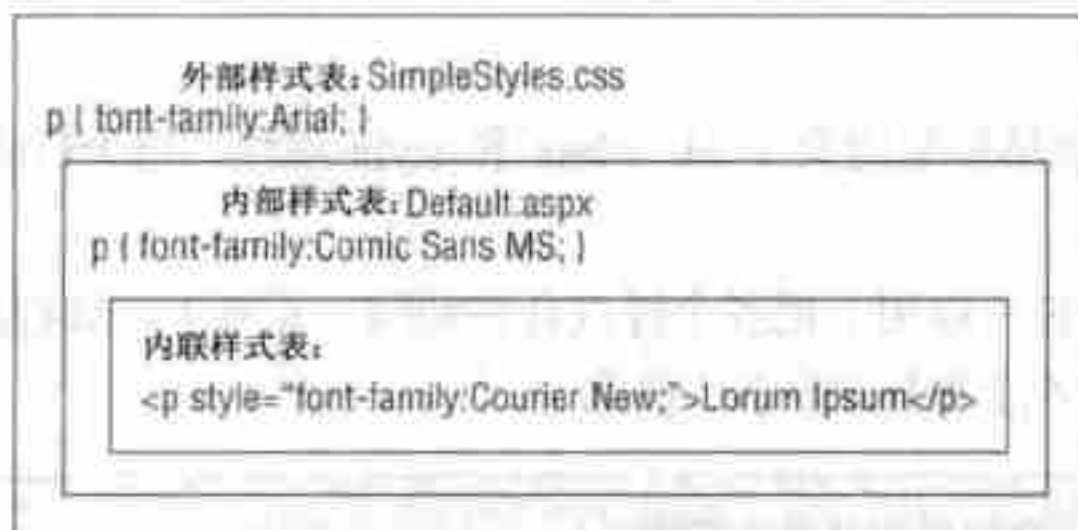 外部样式表:SimpleStyles.css
p { font-family:Arial; }
内部样式表:Default.aspx
p { font-family:Comic Sans MS; }
内联样式表:
<p style="font-family:Courier New;">Lorum Ipsum</p>